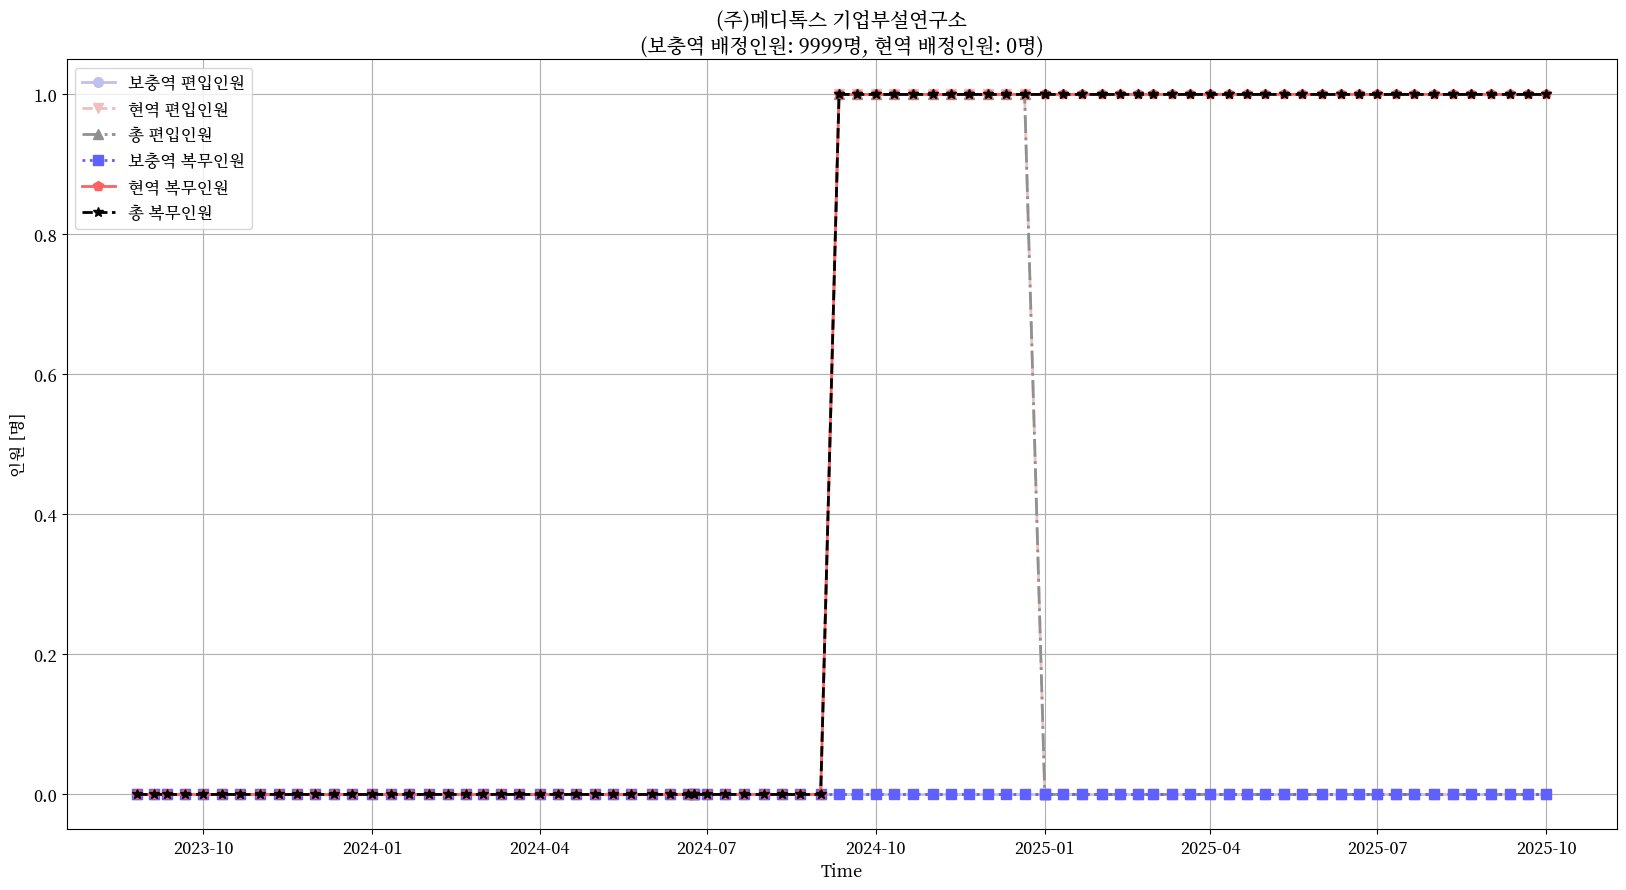 (주)메디톡스 기업부설연구소
(보충역 배정인원: 9999명, 현역 배정인원: 0명)
보충역 편입인원
현역 편입인원
총 편입인원
보충역 복무인원
현역 복무인원
총 복무인원
1.0
0.8
0.6
0.4
0.2
0.0
인원 [명]
2023-10
2024-01
2024-04
2024-07
2024-10
2025-01
2025-04
2025-07
2025-10
Time